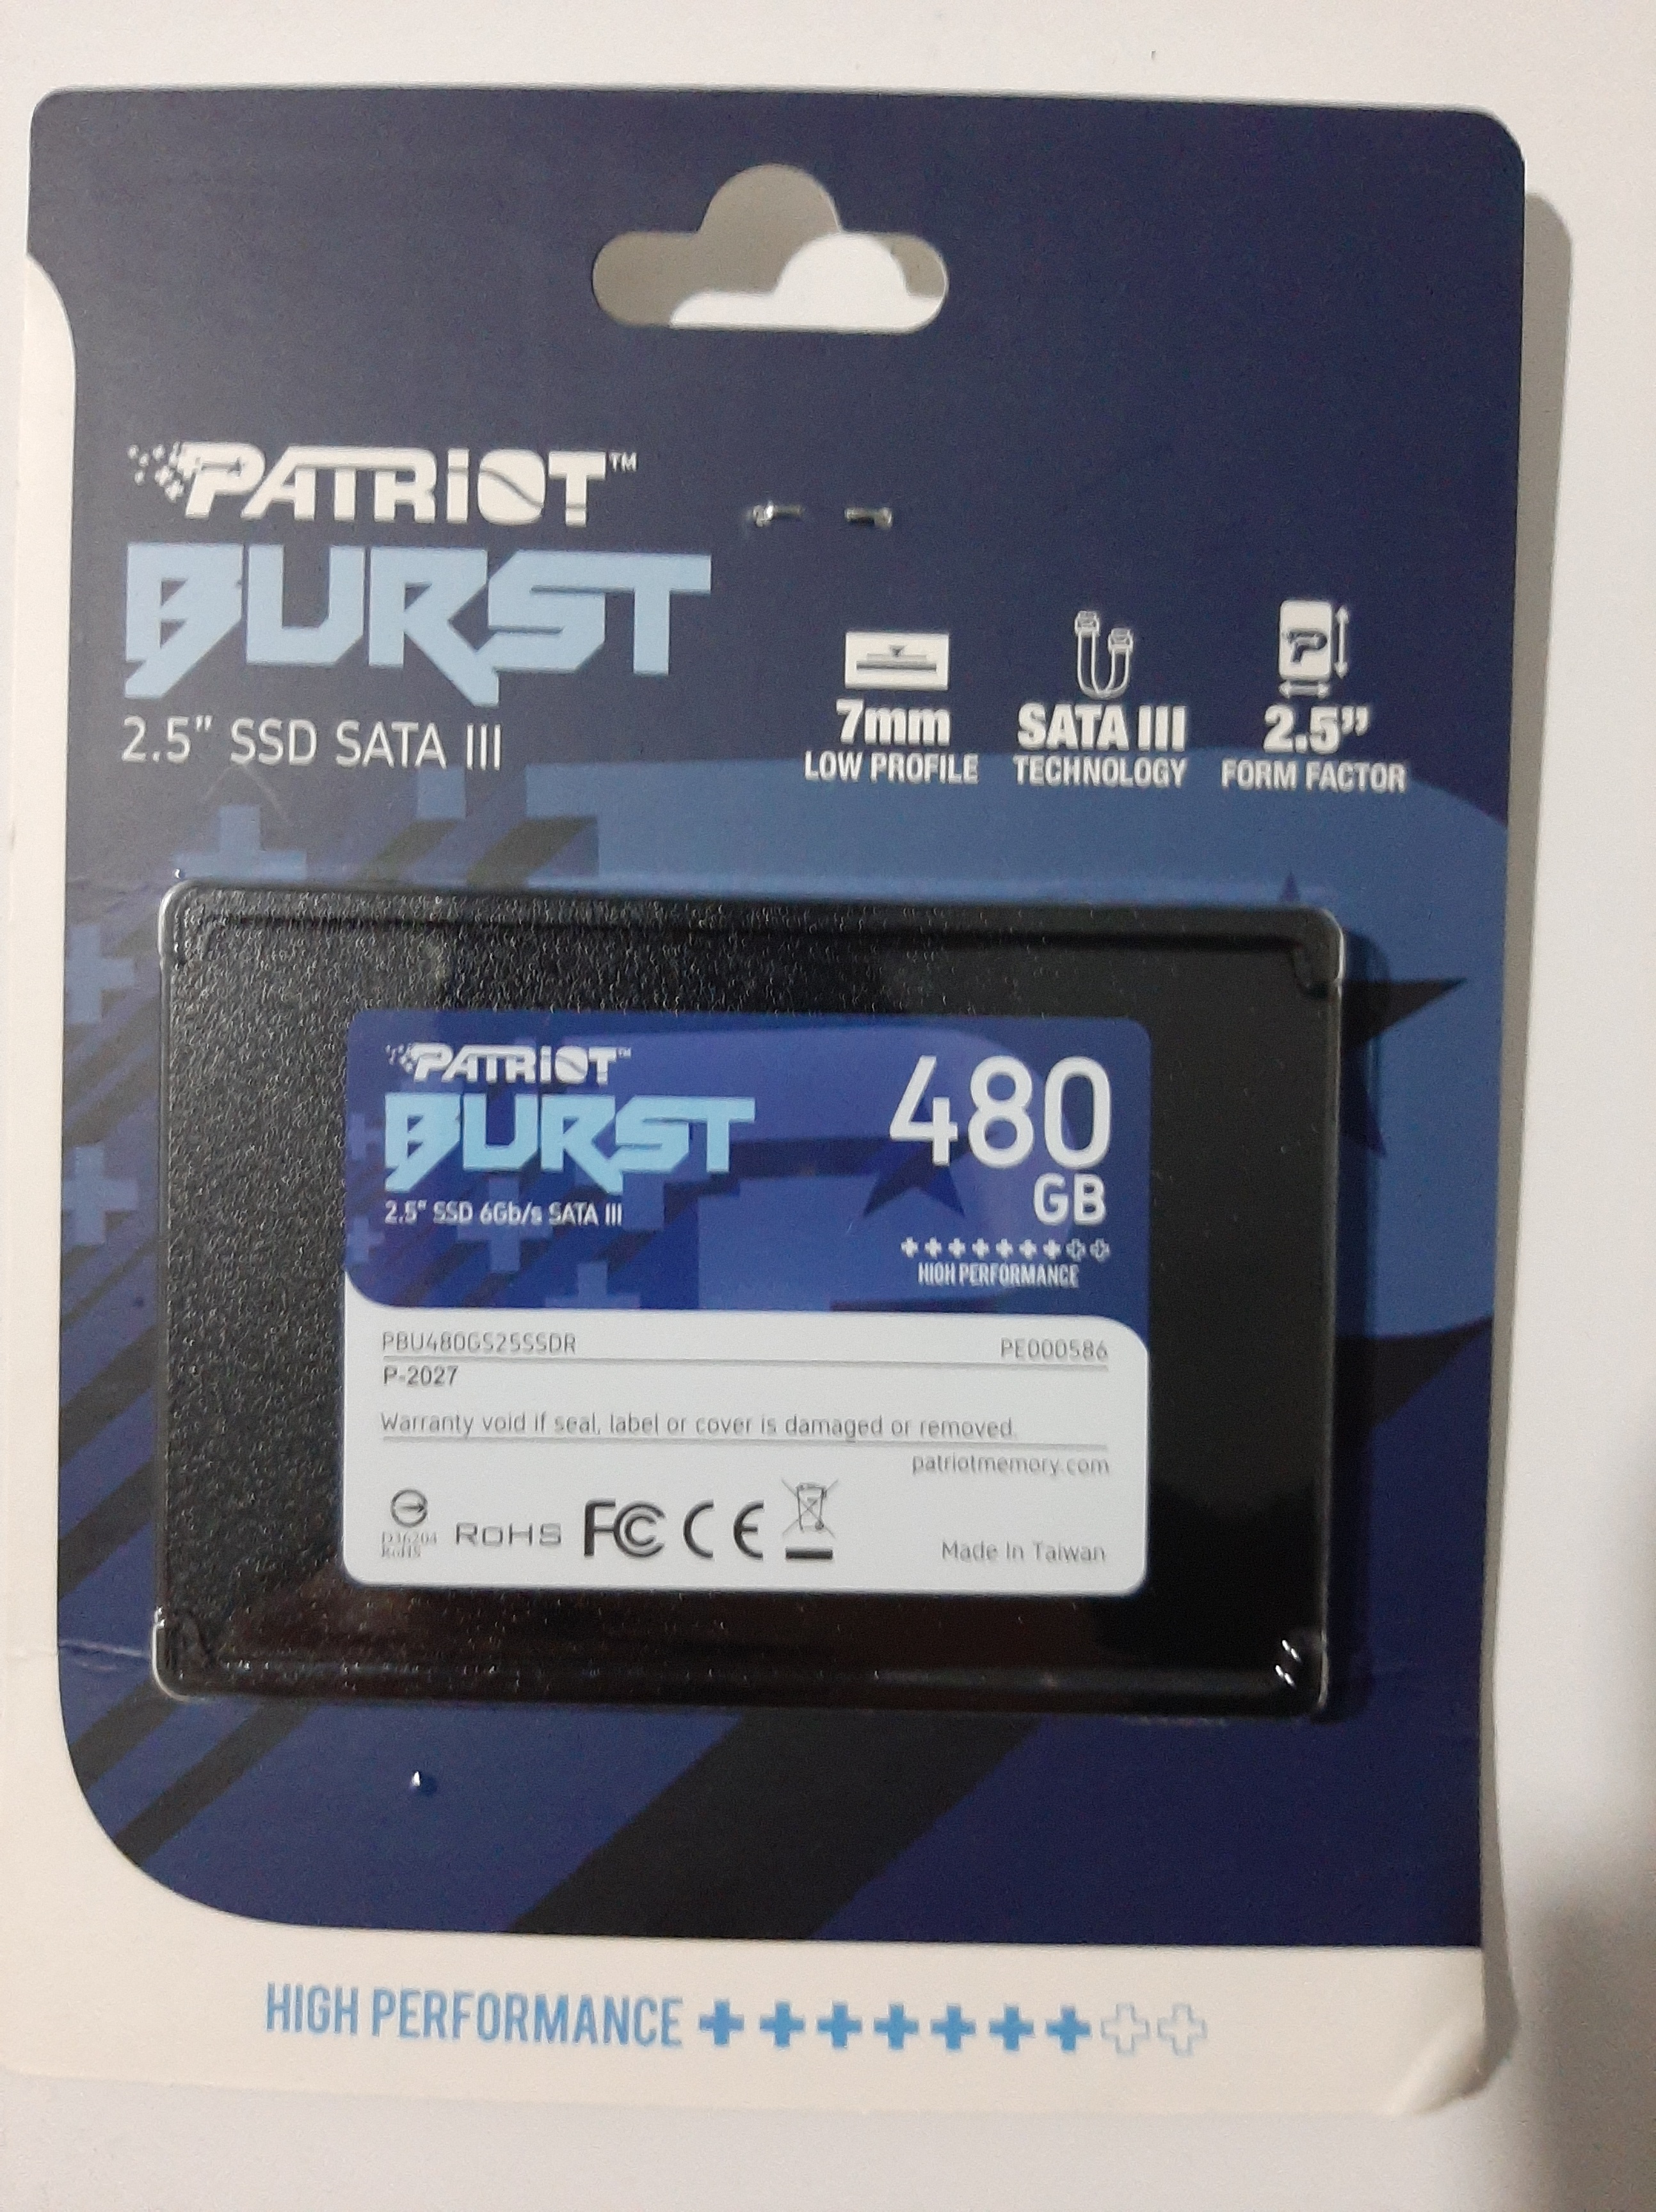 PATRiOT™
BURST
2.5" SSD SATA III
7mm
LOW PROFILE
SATA III
TECHNOLOGY
2.5”
FORM FACTOR
PATRiOT™
BURST
2.5" SSD 6Gb/s SATA III
480
GB
HIGH PERFORMANCE
PBU480GS25SSDR PE000586
P-2027
Warranty void if seal, label or cover is damaged or removed.
patriotmemory.com
D36204
RoHS
RoHS FC CE
Made In Taiwan
HIGH PERFORMANCE